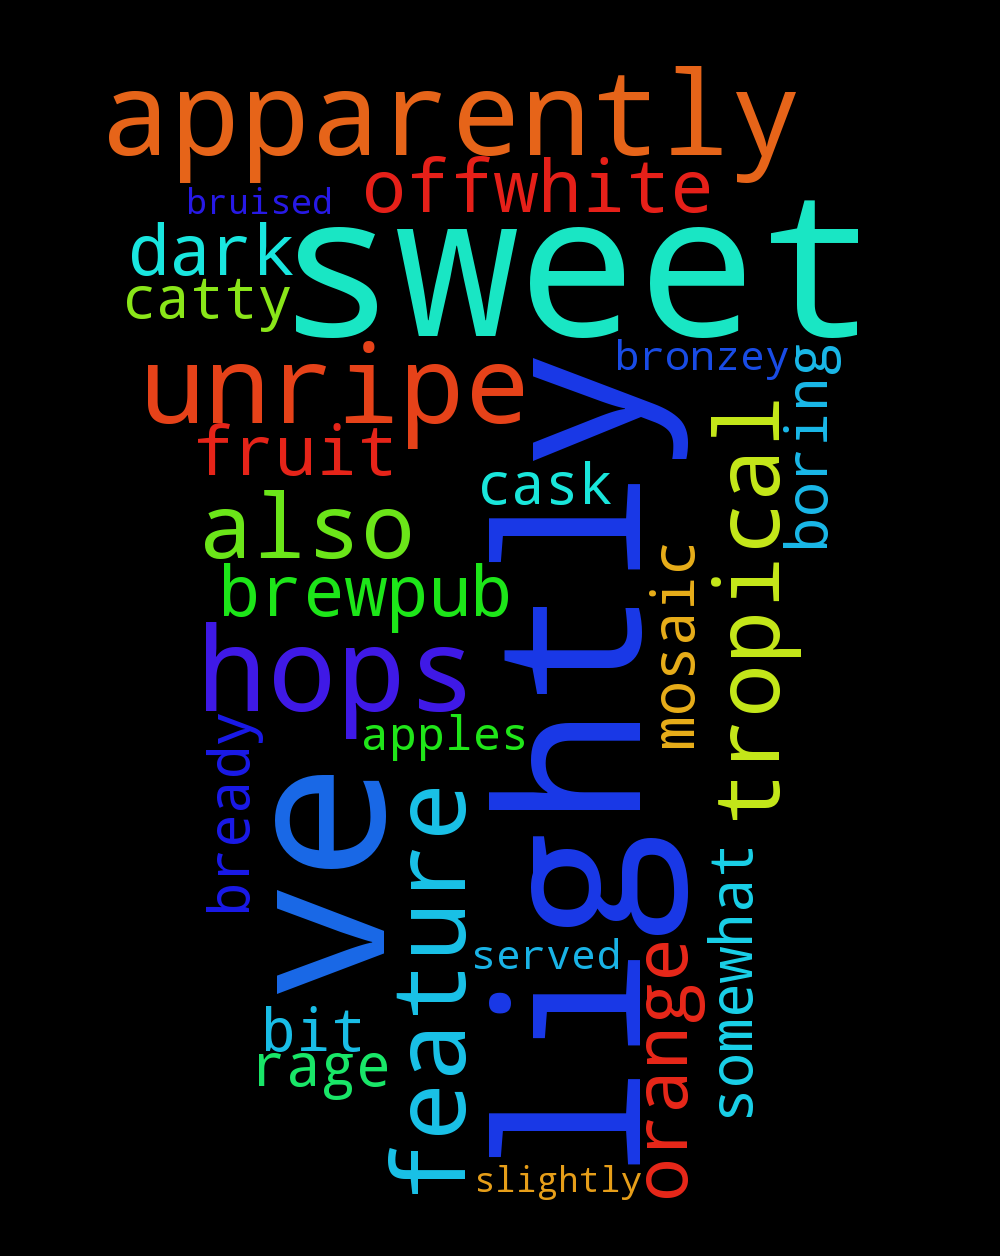 apparently
offwhite
bruised
sweet
dark
catty
unripe
bronzey
boring
fruit
lightly
tropical
cask
also
mosaic
brewpub
hops
apples
bready
ve
feature
somewhat
served
orange
bit
rage
slightly